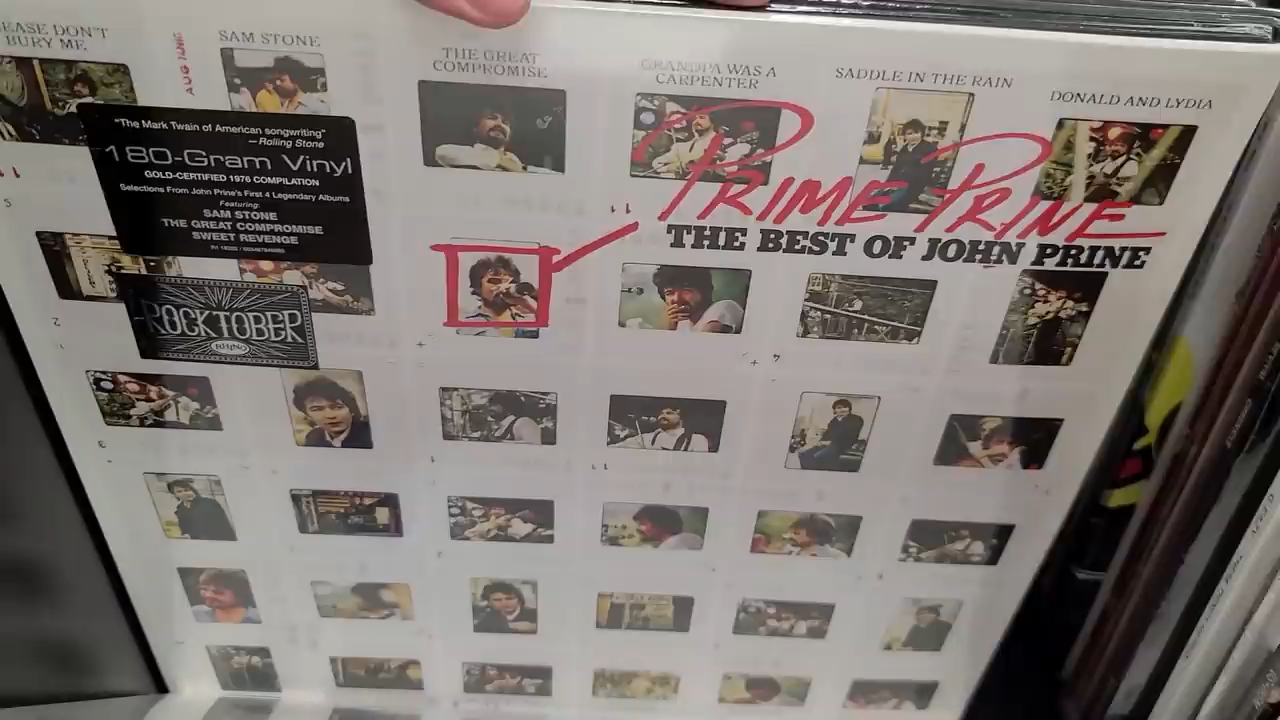 EASE DON'T
BURY ME
SAM STONE
THE GREAT
COMPROMISE
GRANDPA WAS A
CARPENTER
SADDLE IN THE RAIN
DONALD AND LYDIA
PRIME PRINE
THE BEST OF JOHN PRINE
"The Mark Twain of American songwriting"
—Rolling Stone
180-Gram Vinyl
GOLD-CERTIFIED 1976 COMPILATION
Selections From John Prine's First 4 Legendary Albums
Featuring:
SAM STONE
THE GREAT COMPROMISE
SWEET REVENGE
ROCKTOBER
RHINO